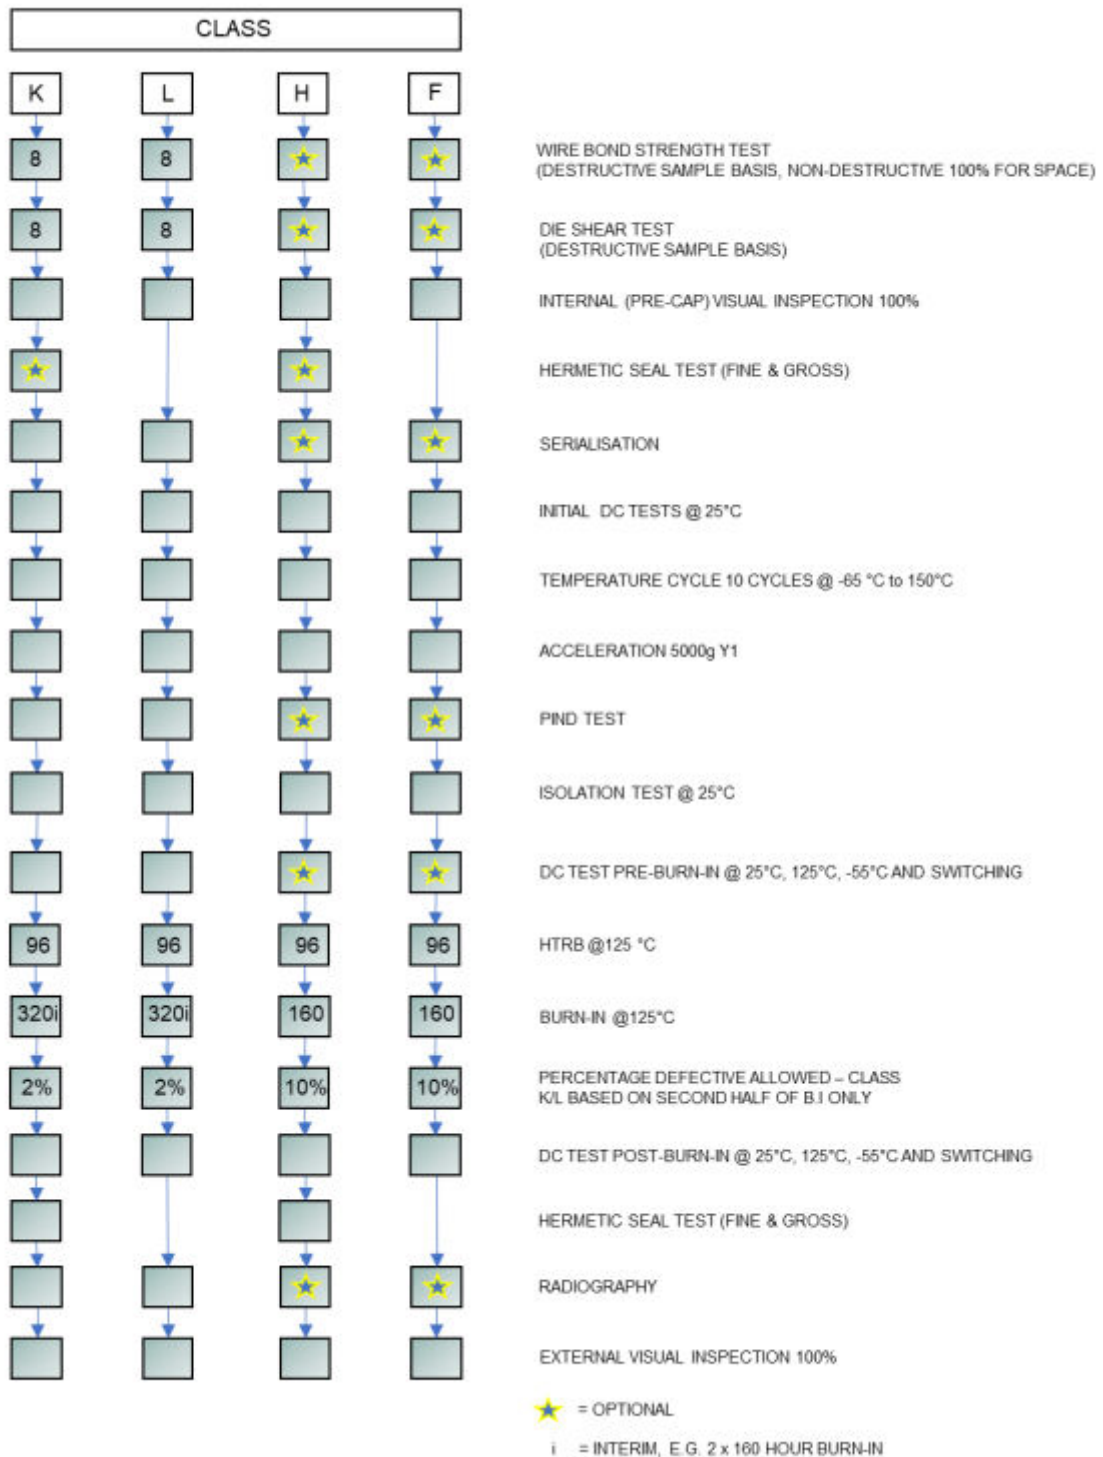 CLASS
K L H F
8 8 WIRE BOND STRENGTH TEST
(DESTRUCTIVE SAMPLE BASIS, NON-DESTRUCTIVE 100% FOR SPACE)
8 8 DIE SHEAR TEST
(DESTRUCTIVE SAMPLE BASIS)
INTERNAL (PRE-CAP) VISUAL INSPECTION 100%
HERMETIC SEAL TEST (FINE & GROSS)
SERIALISATION
INITIAL DC TESTS @ 25°C
TEMPERATURE CYCLE 10 CYCLES @ -65 °C to 150°C
ACCELERATION 5000g Y1
PIND TEST
ISOLATION TEST @ 25°C
DC TEST PRE-BURN-IN @ 25°C, 125°C, -55°C AND SWITCHING
96 96 96 96 HTRB @125 °C
320i 320i 160 160 BURN-IN @125°C
2% 2% 10% 10% PERCENTAGE DEFECTIVE ALLOWED – CLASS
K/L BASED ON SECOND HALF OF B.I ONLY
DC TEST POST-BURN-IN @ 25°C, 125°C, -55°C AND SWITCHING
HERMETIC SEAL TEST (FINE & GROSS)
RADIOGRAPHY
EXTERNAL VISUAL INSPECTION 100%
= OPTIONAL
i = INTERIM, E.G. 2 x 160 HOUR BURN-IN